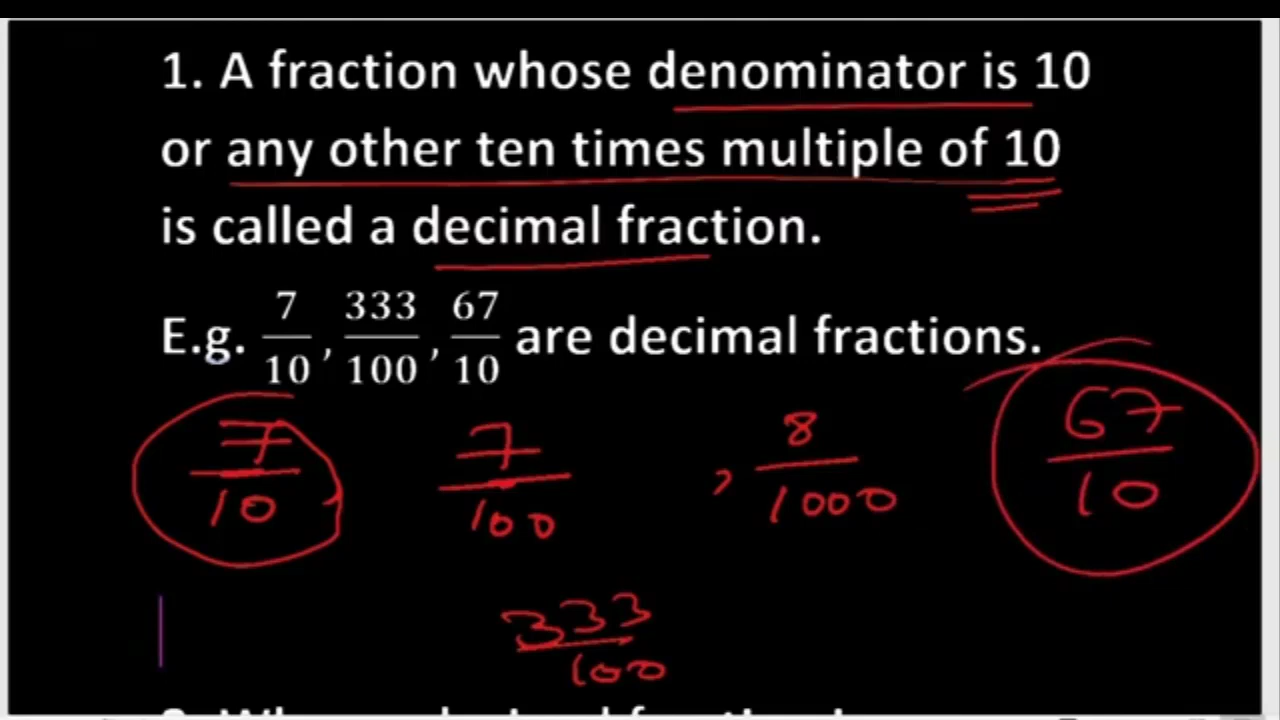 1. A fraction whose denominator is 10
or any other ten times multiple of 10
is called a decimal fraction.
E.g. 7/10, 333/100, 67/10 are decimal fractions.
7/10 7/100 , 8/1000 67/10
333/100